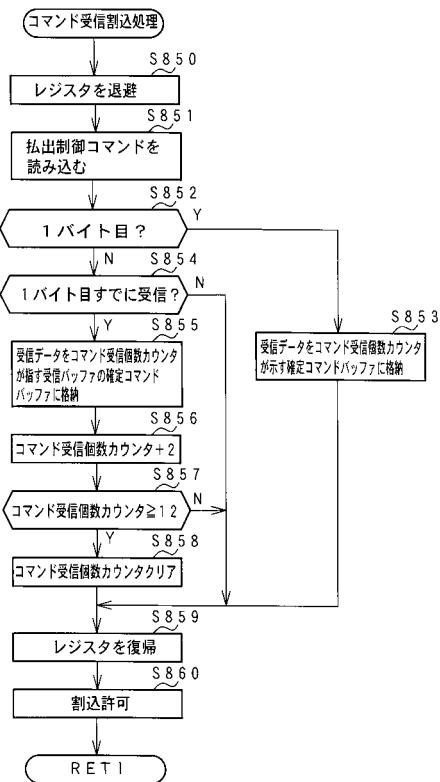 コマンド受信割込処理
S850
レジスタを退避
S851
払出制御コマンドを
読み込む
S852
1バイト目?
Y
N
S854
1バイト目すでに受信?
N
Y
S853
受信データをコマンド受信個数カウンタ
が示す確定コマンドバッファに格納
S855
受信データをコマンド受信個数カウンタ
が指す受信バッファの確定コマンド
バッファに格納
S856
コマンド受信個数カウンタ+2
S857
コマンド受信個数カウンタ≧12
N
Y
S858
コマンド受信個数カウンタクリア
S859
レジスタを復帰
S860
割込許可
RETI